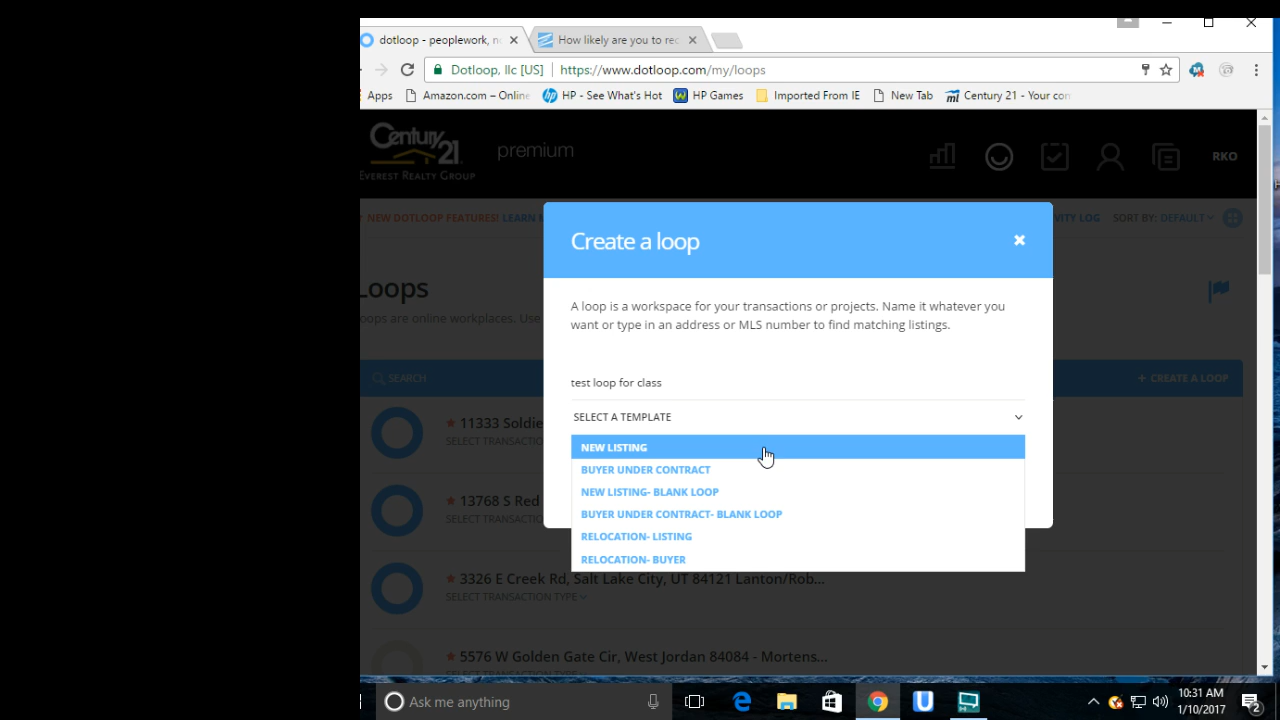 dotloop - peoplework, n
How likely are you to rec
Dotloop, llc [US]
https://www.dotloop.com/my/loops
Apps
Amazon.com – Online
HP - See What's Hot
HP Games
Imported From IE
New Tab
Century 21 - Your con
Century 21
EVEREST REALTY GROUP
premium
RKO
NEW DOTLOOP FEATURES! LEARN
VITY LOG
SORT BY: DEFAULT
Create a loop
Loops
A loop is a workspace for your transactions or projects. Name it whatever you
want or type in an address or MLS number to find matching listings.
oops are online workplaces. Use
SEARCH
+ CREATE A LOOP
test loop for class
SELECT A TEMPLATE
11333 Soldie
SELECT TRANSACTIO
NEW LISTING
BUYER UNDER CONTRACT
NEW LISTING- BLANK LOOP
BUYER UNDER CONTRACT- BLANK LOOP
RELOCATION- LISTING
RELOCATION- BUYER
13768 S Red
SELECT TRANSACTIO
3326 E Creek Rd, Salt Lake City, UT 84121 Lanton/Rob...
SELECT TRANSACTION TYPE
5576 W Golden Gate Cir, West Jordan 84084 - Mortens...
SELECT TRANSACTION TYPE
Ask me anything
10:31 AM
1/10/2017
2